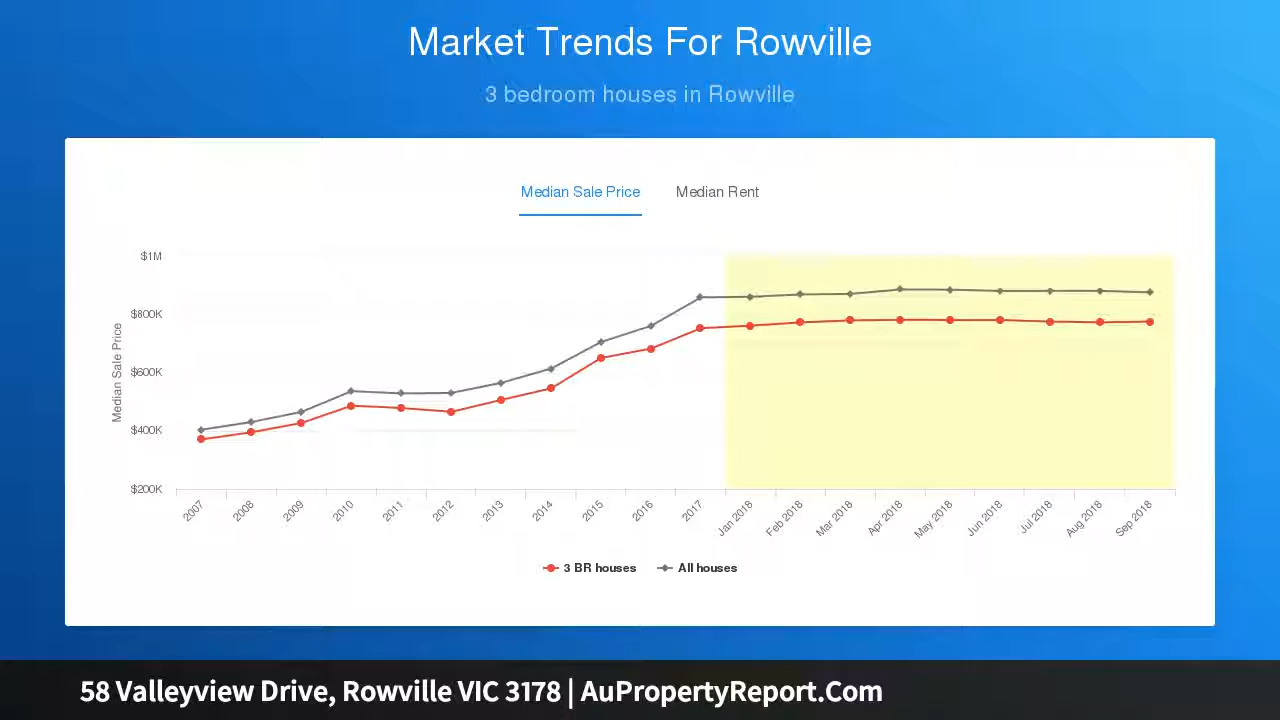 Market Trends For Rowville
3 bedroom houses in Rowville
Median Sale Price Median Rent
Median Sale Price
$1M
$800K
$600K
$400K
$200K
2007 2008 2009 2010 2011 2012 2013 2014 2015 2016 2017 Jan 2018 Feb 2018 Mar 2018 Apr 2018 May 2018 Jun 2018 Jul 2018 Aug 2018 Sep 2018
3 BR houses All houses
58 Valleyview Drive, Rowville VIC 3178 | AuPropertyReport.Com